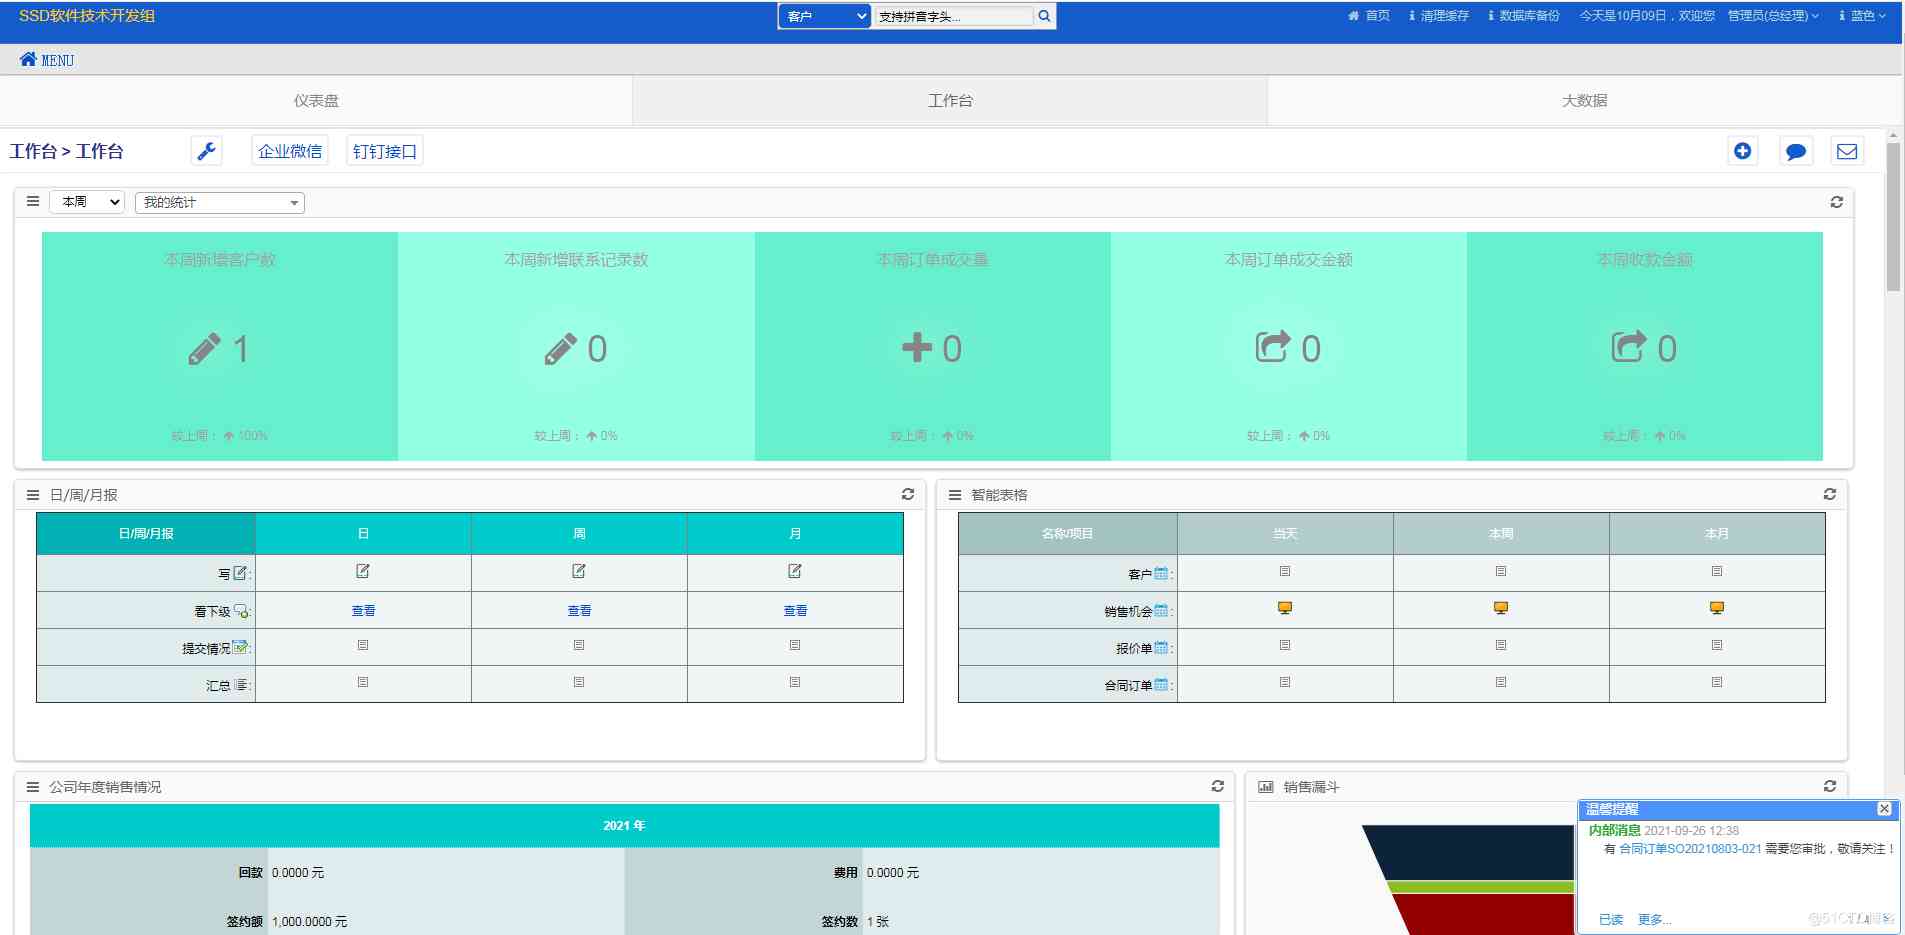 SSD软件技术开发组
客户 支持拼音字头...
首页 清理缓存 数据库备份 今天是10月09日，欢迎您 管理员(总经理) 蓝色
MENU
仪表盘 工作台 大数据
工作台 > 工作台 企业微信 钉钉接口
本周 我的统计
本周新增客户数 本周新增联系记录数 本周订单成交量 本周订单成交金额 本周收款金额
1 0 0 0 0
较上周： 100% 较上周： 0% 较上周： 0% 较上周： 0% 较上周： 0%
日/周/月报
日/周/月报 日 周 月
写 :
看下级 : 查看 查看 查看
提交情况 :
汇总 :
智能表格
名称/项目 当天 本周 本月
客户 :
销售机会 :
报价单 :
合同订单 :
公司年度销售情况
2021 年
回款 0.0000 元 费用 0.0000 元
签约额 1,000.0000 元 签约数 1 张
销售漏斗
温馨提醒
内部消息 2021-09-26 12:38
有 合同订单SO20210803-021 需要您审批，敬请关注！
已读 更多...